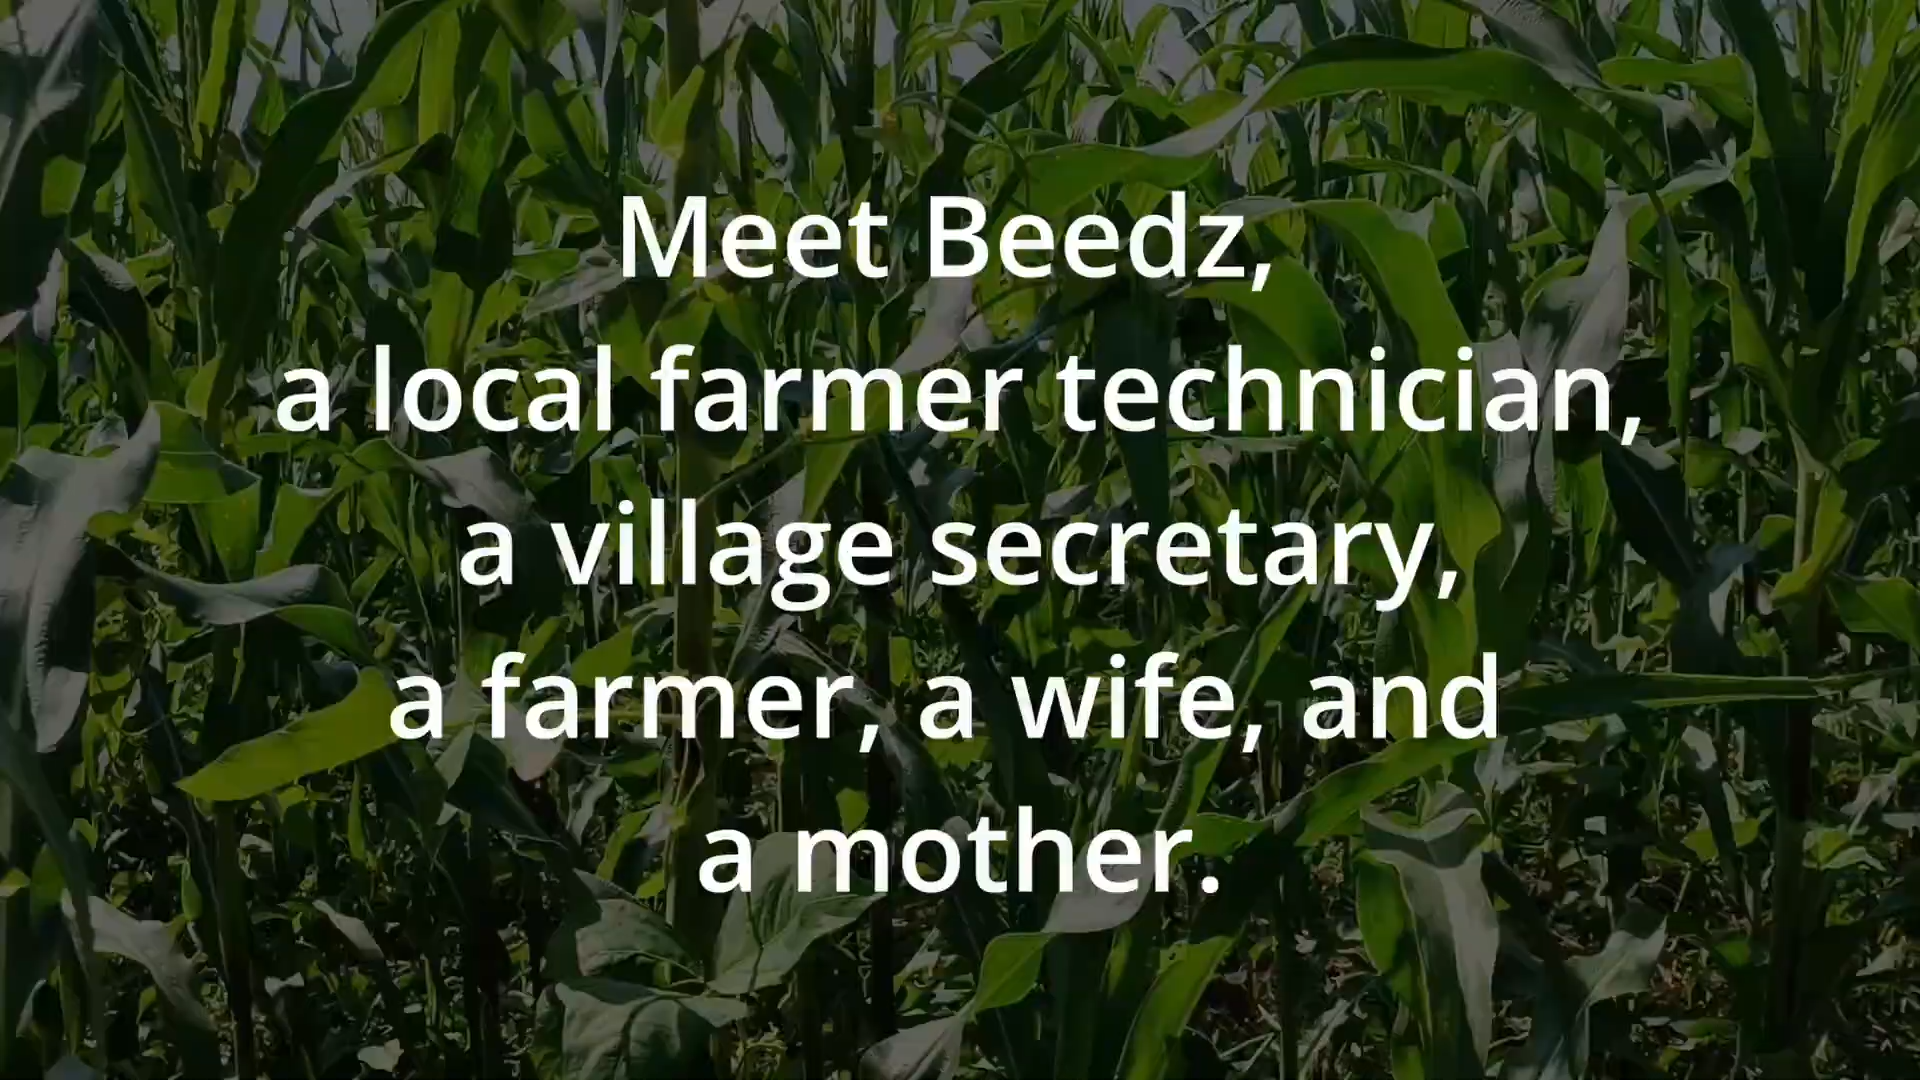 Meet Beedz,
a local farmer technician,
a village secretary,
a farmer, a wife, and
a mother.